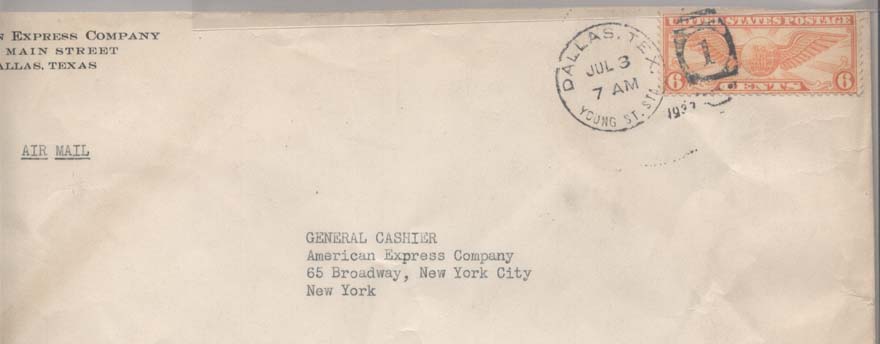 N EXPRESS COMPANY
MAIN STREET
ALLAS, TEXAS
DALLAS, TEX.
JUL 3
7 AM
YOUNG ST. STA.
1
UNITED STATES POSTAGE
6 CENTS 6
AIR MAIL
GENERAL CASHIER
American Express Company
65 Broadway, New York City
New York